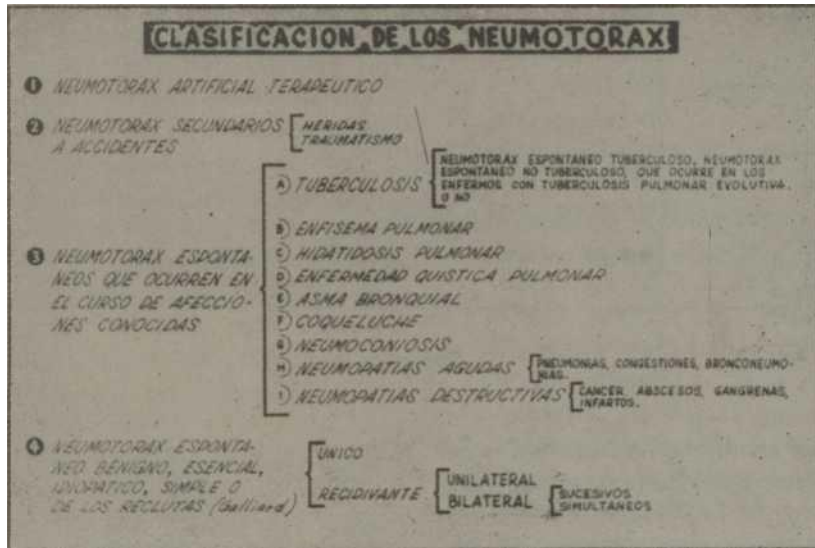 CLASIFICACION DE LOS NEUMOTORAX
1 NEUMOTORAX ARTIFICIAL TERAPEUTICO
2 NEUMOTORAX SECUNDARIOS
A ACCIDENTES
HERIDAS
TRAUMATISMO
3 NEUMOTORAX ESPONTA-
NEOS QUE OCURREN EN
EL CURSO DE AFECCIO-
NES CONOCIDAS
A) TUBERCULOSIS
NEUMOTORAX ESPONTANEO TUBERCULOSO, NEUMOTORAX
ESPONTANEO NO TUBERCULOSO, QUE OCURRE EN LOS
ENFERMOS CON TUBERCULOSIS PULMONAR EVOLUTIVA.
O NO
B) ENFISEMA PULMONAR
C) HIDATIDOSIS PULMONAR
D) ENFERMEDAD QUISTICA PULMONAR
E) ASMA BRONQUIAL
F) COQUELUCHE
G) NEUMOCONIOSIS
H) NEUMOPATIAS AGUDAS
PNEUMONIAS, CONGESTIONES, BRONCONEUMO-
NIAS.
I) NEUMOPATIAS DESTRUCTIVAS
CANCER, ABSCESOS, GANGRENAS,
INFARTOS.
4 NEUMOTORAX ESPONTA-
NEO BENIGNO, ESENCIAL,
IDIOPATICO, SIMPLE O
DE LOS RECLUTAS (Galliard)
UNICO
RECIDIVANTE
UNILATERAL
BILATERAL
SUCESIVOS
SIMULTANEOS